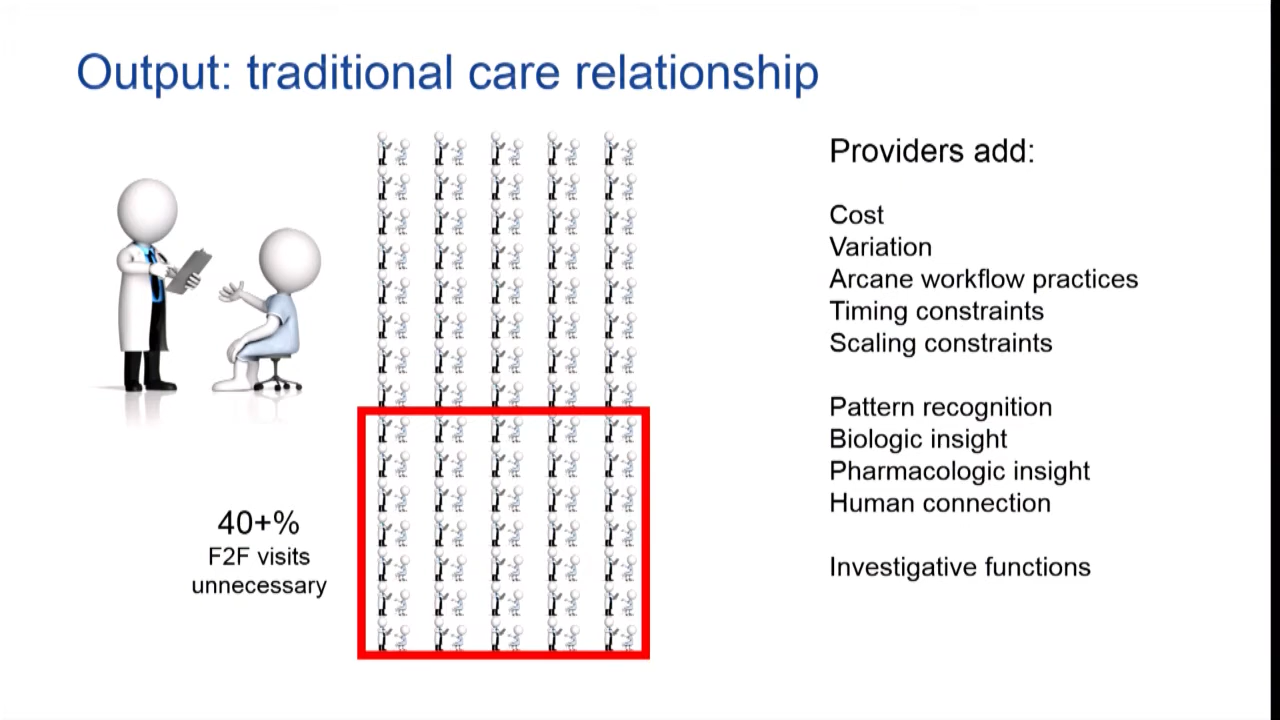 Output: traditional care relationship
Providers add:
Cost
Variation
Arcane workflow practices
Timing constraints
Scaling constraints
Pattern recognition
Biologic insight
Pharmacologic insight
Human connection
Investigative functions
40+%
F2F visits
unnecessary